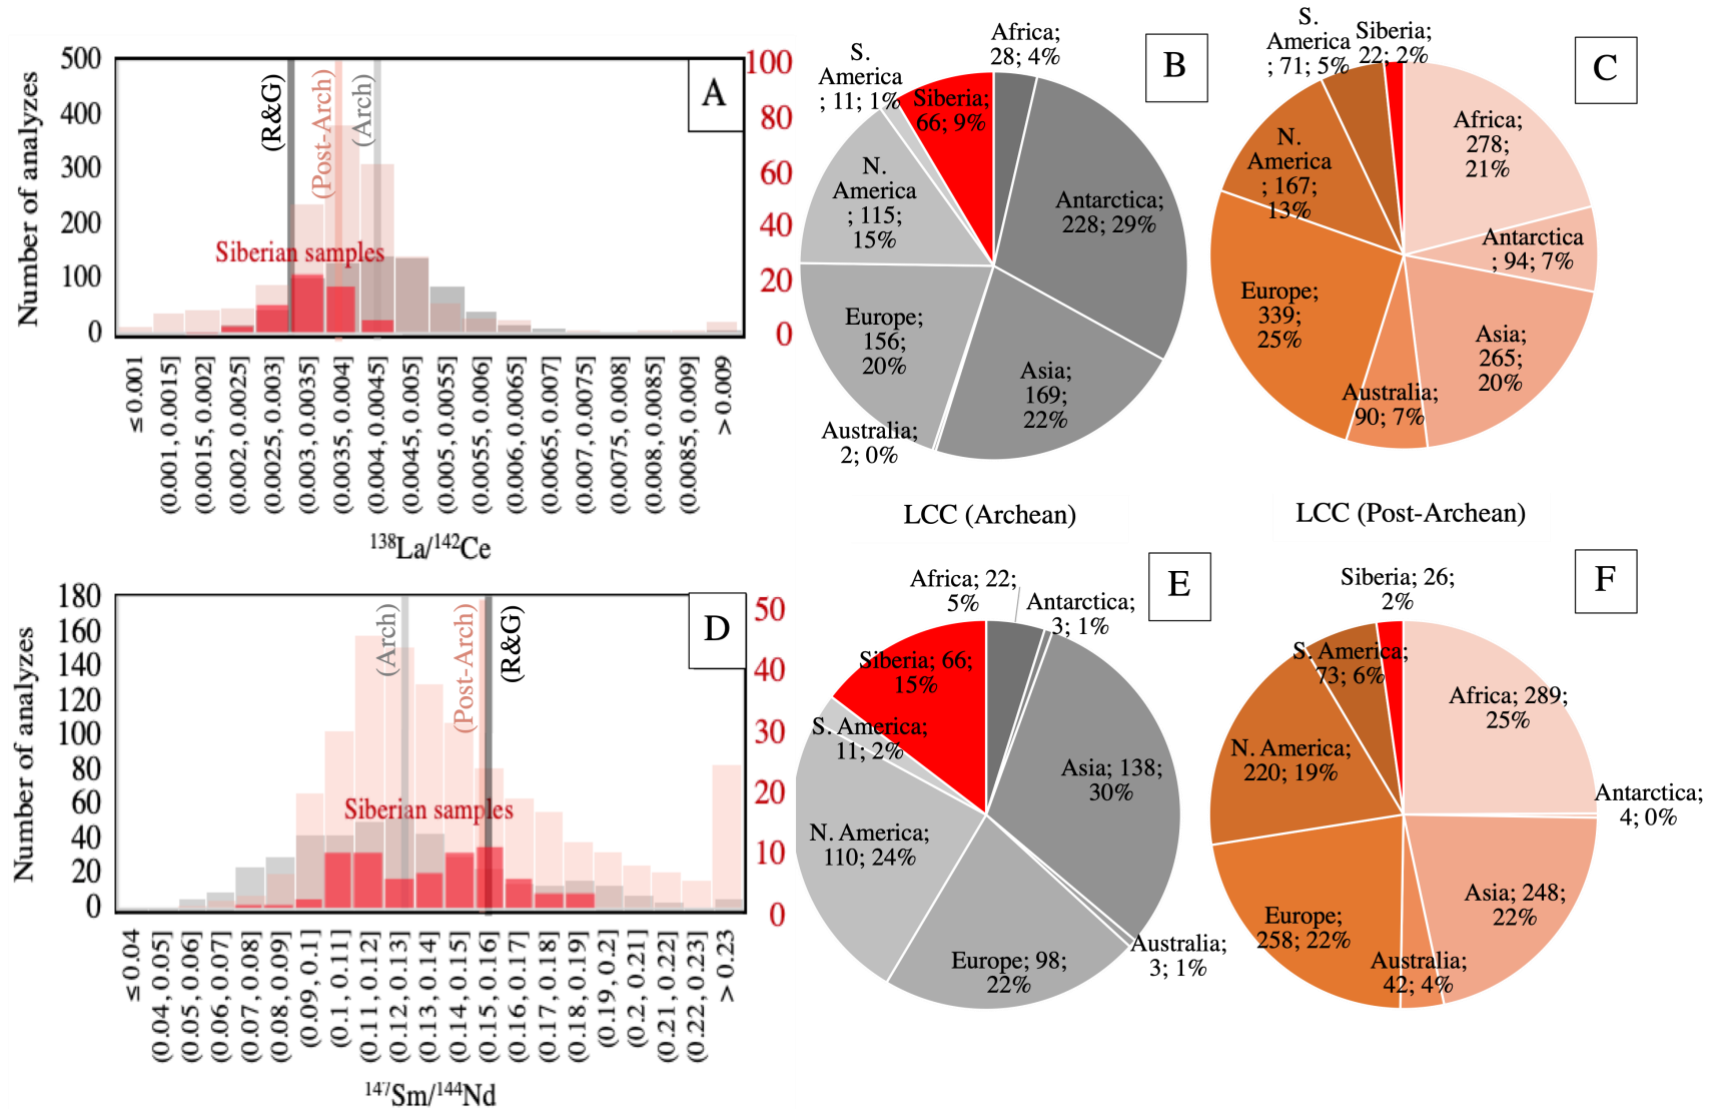 A
Number of analyzes
500
400
300
200
100
0
100
80
60
40
20
0
(R&G)
(Post-Arch)
(Arch)
Siberian samples
≤ 0.001
(0.001, 0.0015]
(0.0015, 0.002]
(0.002, 0.0025]
(0.0025, 0.003]
(0.003, 0.0035]
(0.0035, 0.004]
(0.004, 0.0045]
(0.0045, 0.005]
(0.005, 0.0055]
(0.0055, 0.006]
(0.006, 0.0065]
(0.0065, 0.007]
(0.007, 0.0075]
(0.0075, 0.008]
(0.008, 0.0085]
(0.0085, 0.009]
> 0.009
¹³⁸La/¹⁴²Ce
B
Africa;
28; 4%
Antarctica;
228; 29%
Asia;
169;
22%
Australia;
2; 0%
Europe;
156;
20%
N.
America
; 115;
15%
S.
America
; 11; 1%
Siberia;
66; 9%
LCC (Archean)
C
Africa;
278;
21%
Antarctica
; 94; 7%
Asia;
265;
20%
Australia;
90; 7%
Europe;
339;
25%
N.
America
; 167;
13%
S.
America
; 71; 5%
Siberia;
22; 2%
LCC (Post-Archean)
D
Number of analyzes
180
160
140
120
100
80
60
40
20
0
50
40
30
20
10
0
(Arch)
(Post-Arch)
(R&G)
Siberian samples
≤ 0.04
(0.04, 0.05]
(0.05, 0.06]
(0.06, 0.07]
(0.07, 0.08]
(0.08, 0.09]
(0.09, 0.1]
(0.1, 0.11]
(0.11, 0.12]
(0.12, 0.13]
(0.13, 0.14]
(0.14, 0.15]
(0.15, 0.16]
(0.16, 0.17]
(0.17, 0.18]
(0.18, 0.19]
(0.19, 0.2]
(0.2, 0.21]
(0.21, 0.22]
(0.22, 0.23]
> 0.23
¹⁴⁷Sm/¹⁴⁴Nd
E
Africa; 22;
5%
Antarctica;
3; 1%
Asia; 138;
30%
Australia;
3; 1%
Europe; 98;
22%
N. America;
110; 24%
S. America;
11; 2%
Siberia; 66;
15%
F
Africa; 289;
25%
Antarctica;
4; 0%
Asia; 248;
22%
Australia;
42; 4%
Europe;
258; 22%
N. America;
220; 19%
S. America;
73; 6%
Siberia; 26;
2%